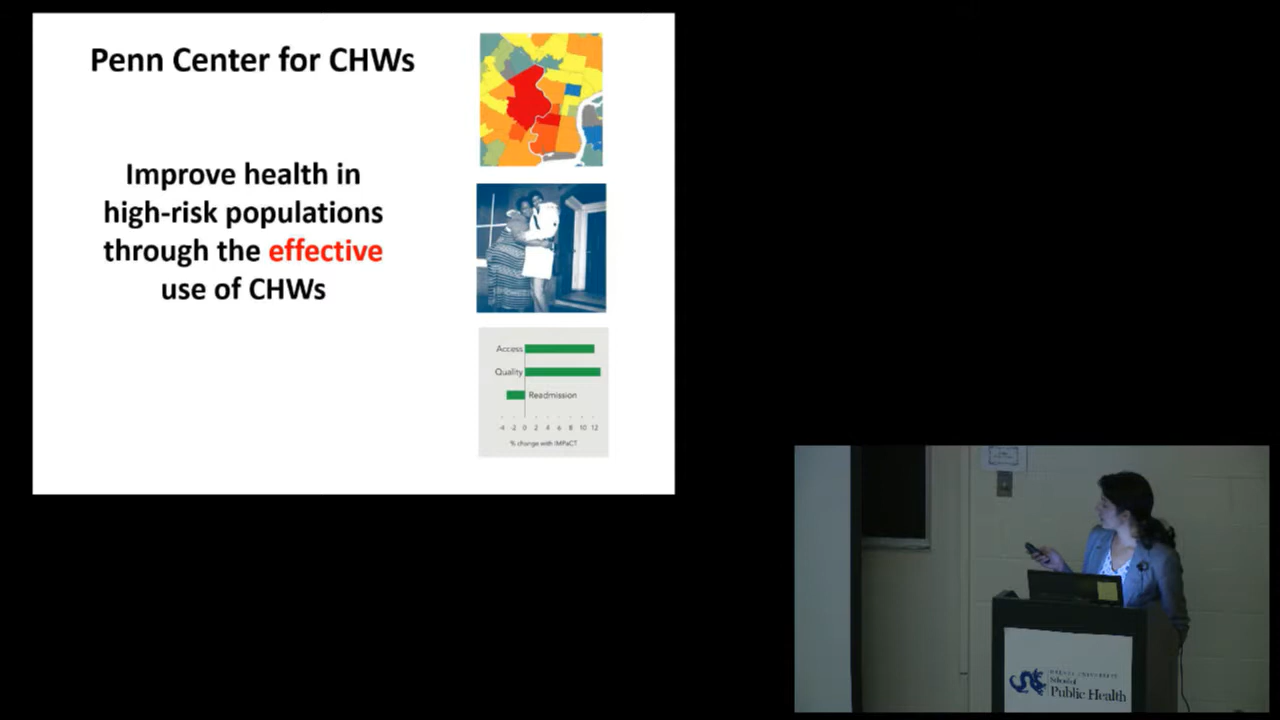 Penn Center for CHWs
Improve health in
high-risk populations
through the effective
use of CHWs
Access
Quality
Readmission
-4 -2 0 2 4 6 8 10 12
% change with IMPaCT
School of
Public Health